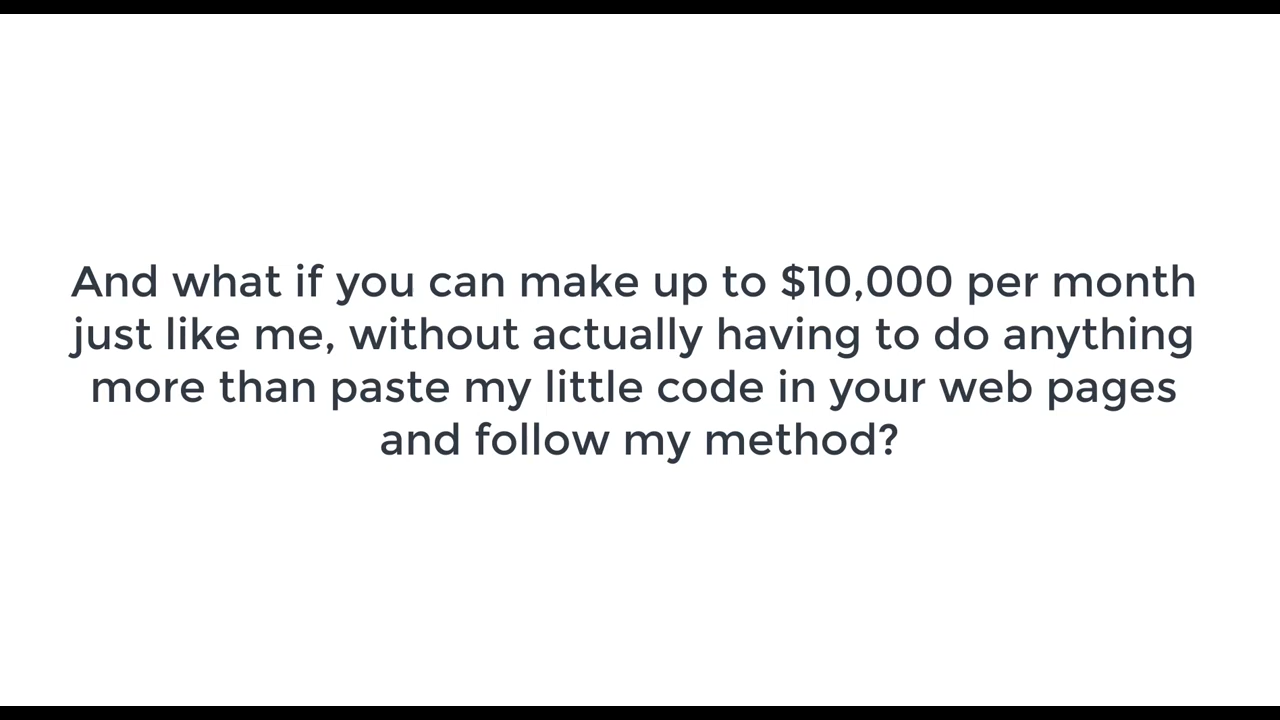 And what if you can make up to $10,000 per month
just like me, without actually having to do anything
more than paste my little code in your web pages
and follow my method?